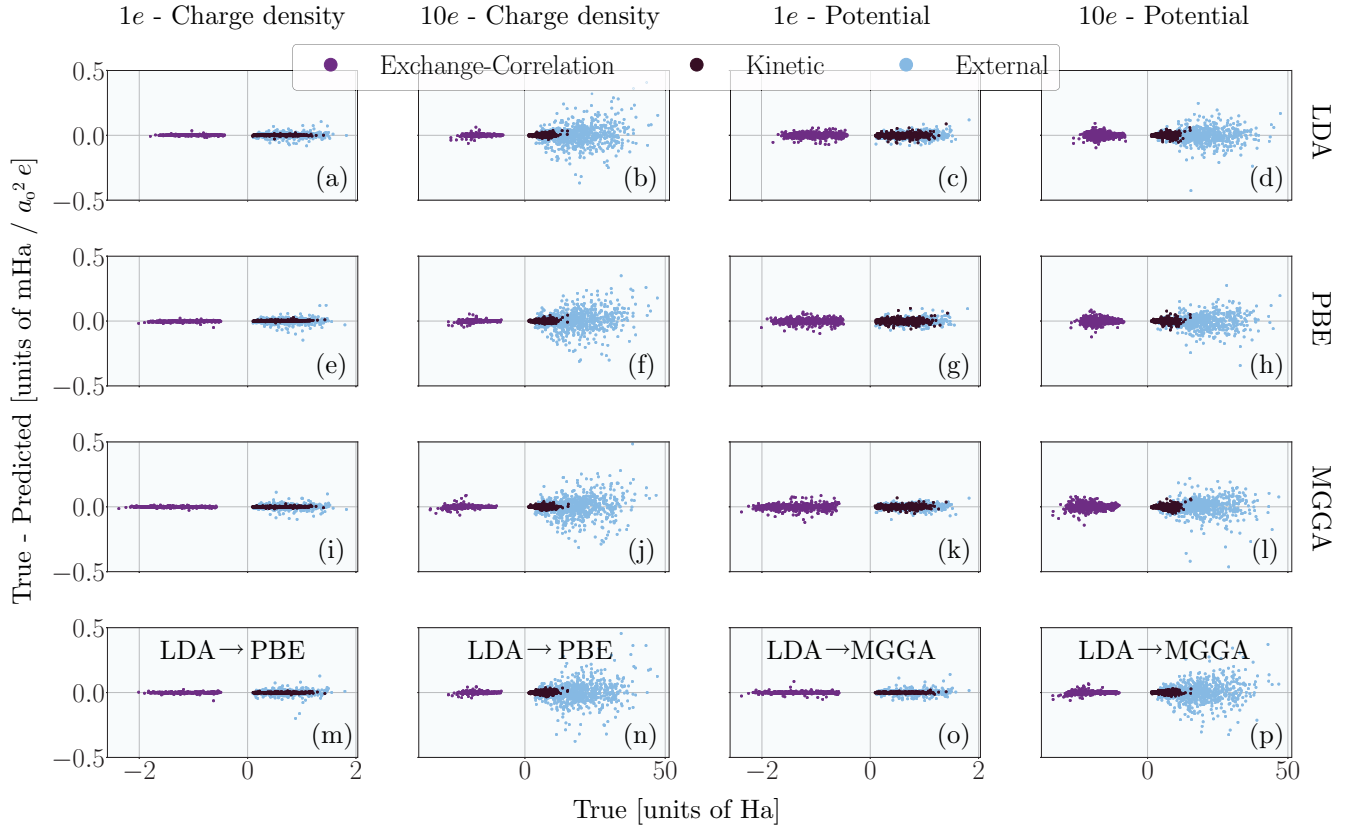 1e - Charge density
10e - Charge density
1e - Potential
10e - Potential
Exchange-Correlation
Kinetic
External
True - Predicted [units of mHa / aₒ² e]
0.5
0.0
−0.5
(a)
(b)
(c)
(d)
LDA
0.5
0.0
−0.5
(e)
(f)
(g)
(h)
PBE
0.5
0.0
−0.5
(i)
(j)
(k)
(l)
MGGA
0.5
0.0
−0.5
LDA→PBE
LDA→PBE
LDA→MGGA
LDA→MGGA
(m)
(n)
(o)
(p)
−2
0
2
0
50
−2
0
2
0
50
True [units of Ha]